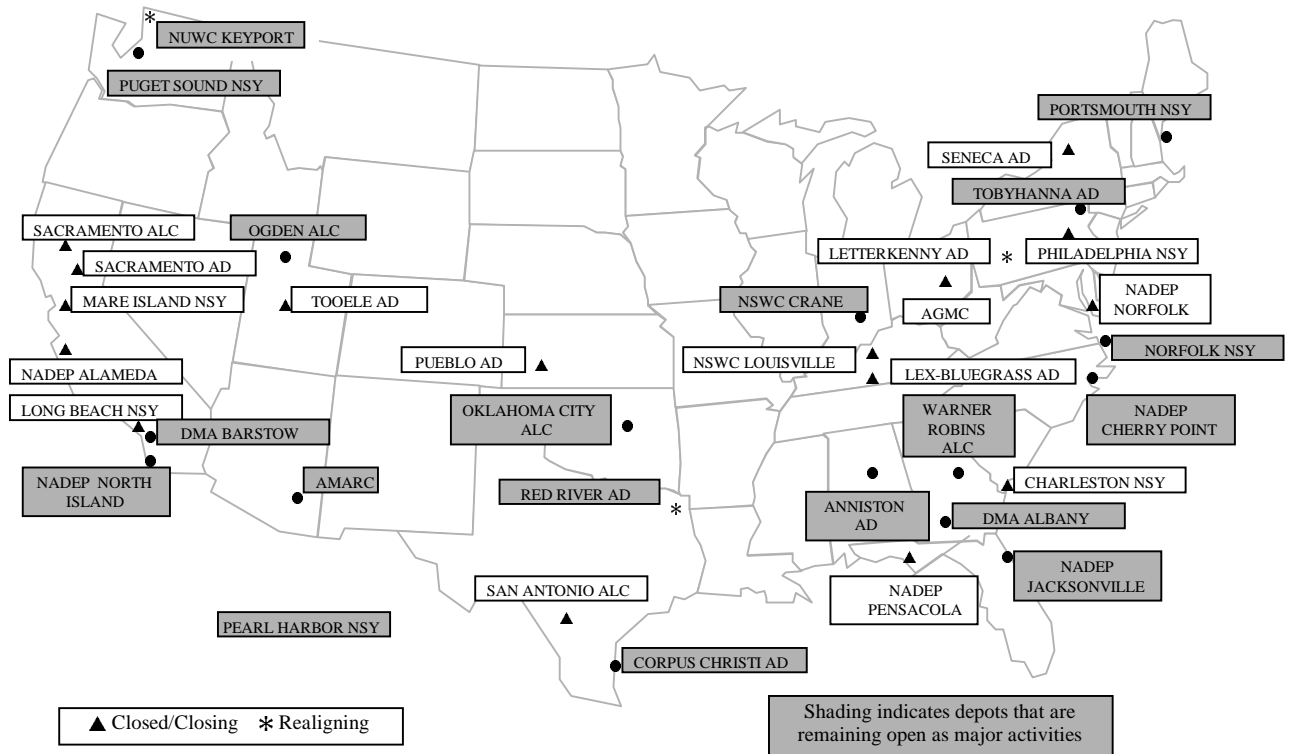 NUWC KEYPORT
PUGET SOUND NSY
PORTSMOUTH NSY
SENECA AD
TOBYHANNA AD
SACRAMENTO ALC
OGDEN ALC
LETTERKENNY AD
PHILADELPHIA NSY
SACRAMENTO AD
MARE ISLAND NSY
TOOELE AD
NSWC CRANE
AGMC
NADEP
NORFOLK
NADEP ALAMEDA
PUEBLO AD
NSWC LOUISVILLE
LEX-BLUEGRASS AD
NORFOLK NSY
LONG BEACH NSY
DMA BARSTOW
OKLAHOMA CITY
ALC
WARNER
ROBINS
ALC
NADEP
CHERRY POINT
NADEP NORTH
ISLAND
AMARC
RED RIVER AD
ANNISTON
AD
CHARLESTON NSY
DMA ALBANY
SAN ANTONIO ALC
NADEP
PENSACOLA
NADEP
JACKSONVILLE
PEARL HARBOR NSY
CORPUS CHRISTI AD
▲ Closed/Closing * Realigning
Shading indicates depots that are
remaining open as major activities